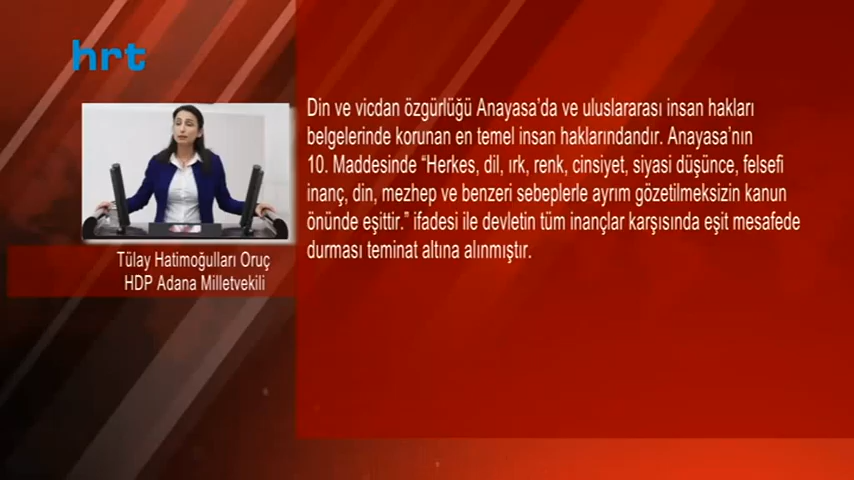 hrt
Din ve vicdan özgürlüğü Anayasa'da ve uluslararası insan hakları
belgelerinde korunan en temel insan haklarındandır. Anayasa'nın
10. Maddesinde “Herkes, dil, ırk, renk, cinsiyet, siyasi düşünce, felsefi
inanç, din, mezhep ve benzeri sebeplerle ayrım gözetilmeksizin kanun
önünde eşittir.” ifadesi ile devletin tüm inançlar karşısında eşit mesafede
durması teminat altına alınmıştır.
Tülay Hatimoğulları Oruç
HDP Adana Milletvekili